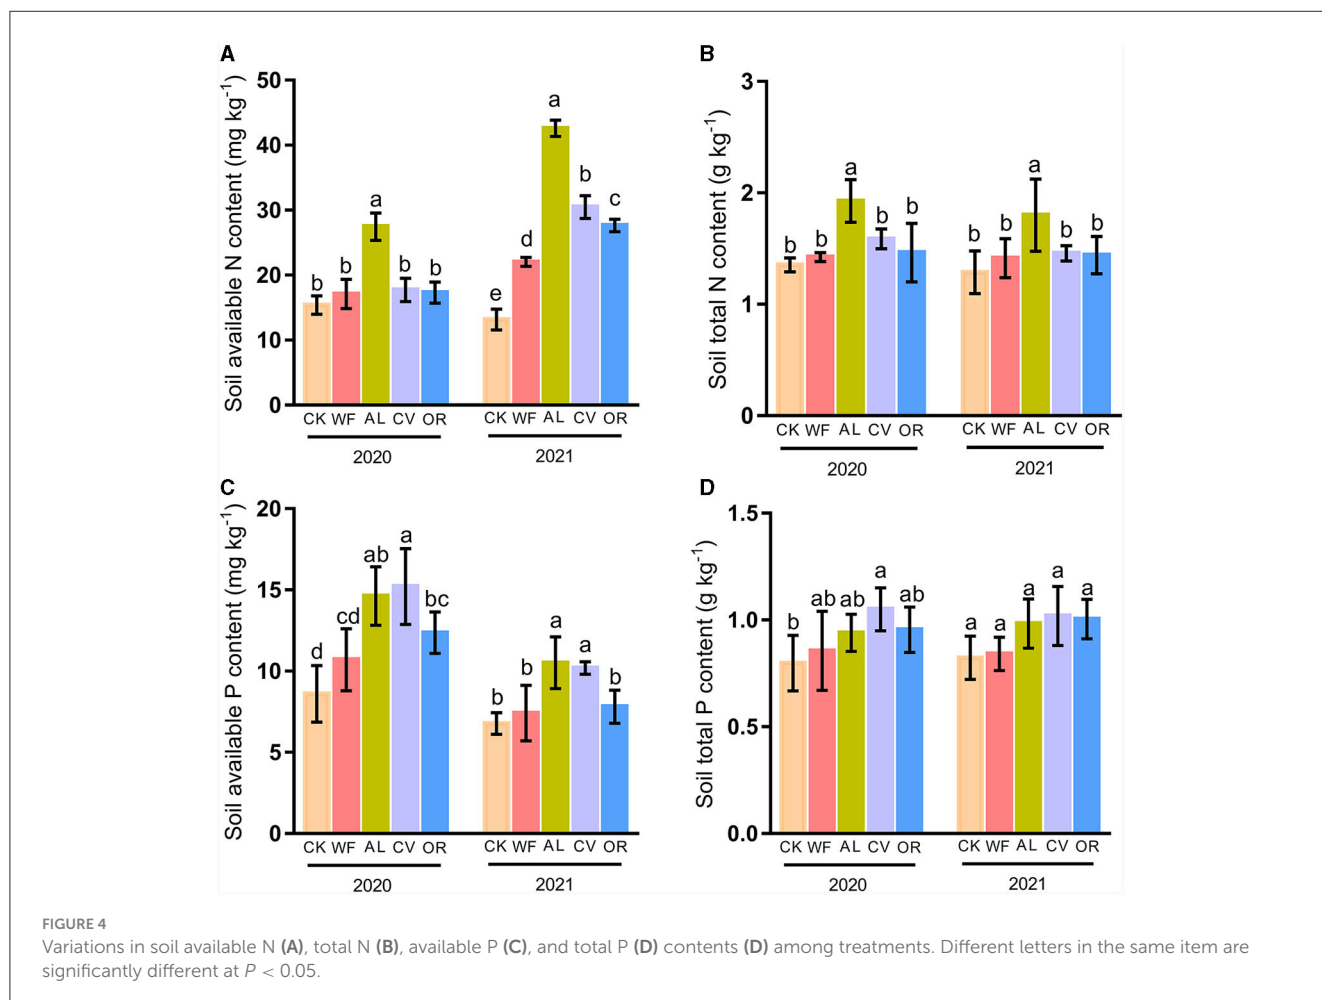 A
Soil available N content (mg kg-1)
50
40
30
20
10
0
b b a b b
e d a b c
CK WF AL CV OR
CK WF AL CV OR
2020
2021
B
Soil total N content (g kg-1)
3
2
1
0
b b a b b
b b a b b
CK WF AL CV OR
CK WF AL CV OR
2020
2021
C
Soil available P content (mg kg-1)
20
15
10
5
0
d cd ab a bc
b b a a b
CK WF AL CV OR
CK WF AL CV OR
2020
2021
D
Soil total P content (g kg-1)
1.5
1.0
0.5
0.0
b ab ab a ab
a a a a a
CK WF AL CV OR
CK WF AL CV OR
2020
2021
FIGURE 4
Variations in soil available N (A), total N (B), available P (C), and total P (D) contents (D) among treatments. Different letters in the same item are
significantly different at P < 0.05.